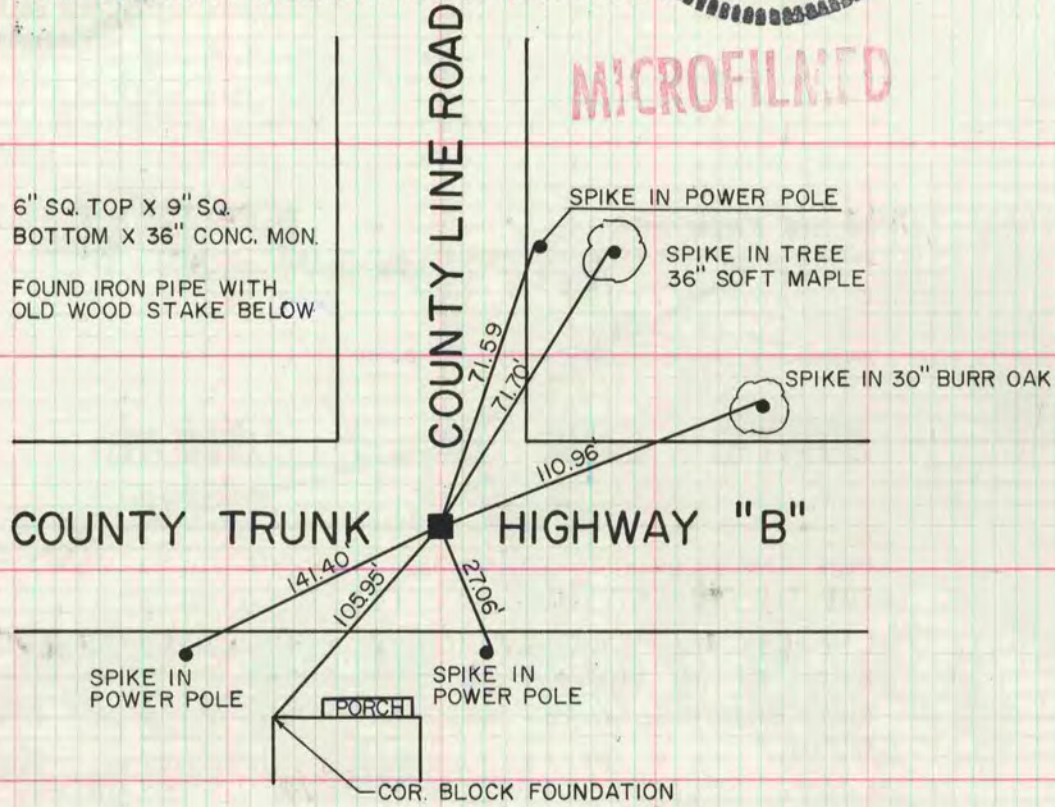 COUNTY LINE ROAD
MICROFILMED
6" SQ. TOP X 9" SQ.
BOTTOM X 36" CONC. MON.
FOUND IRON PIPE WITH
OLD WOOD STAKE BELOW
SPIKE IN POWER POLE
SPIKE IN TREE
36" SOFT MAPLE
71.59
71.70'
SPIKE IN 30" BURR OAK
110.96'
COUNTY TRUNK HIGHWAY "B"
141.40'
105.95'
27.06'
SPIKE IN
POWER POLE
SPIKE IN
POWER POLE
PORCH
COR. BLOCK FOUNDATION